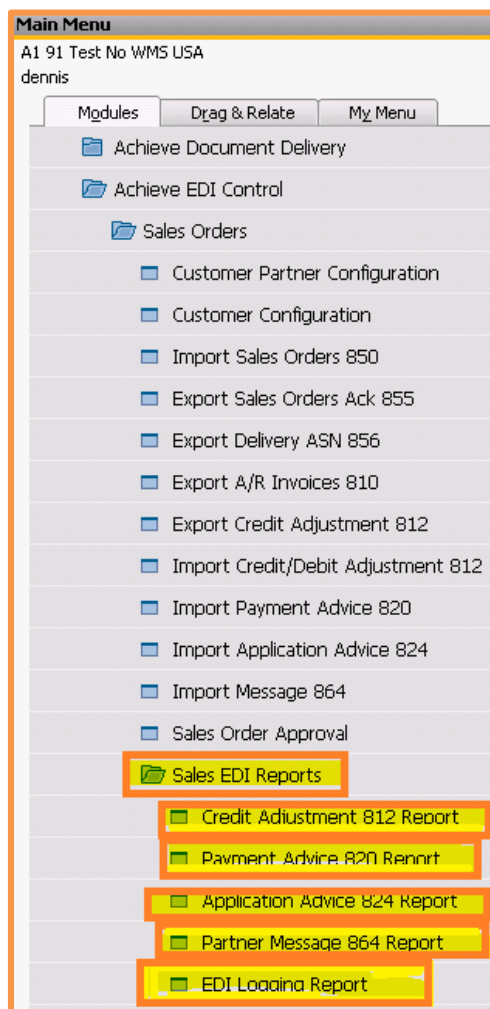 Main Menu
A1 91 Test No WMS USA
dennis
Modules Drag & Relate My Menu
Achieve Document Delivery
Achieve EDI Control
Sales Orders
Customer Partner Configuration
Customer Configuration
Import Sales Orders 850
Export Sales Orders Ack 855
Export Delivery ASN 856
Export A/R Invoices 810
Export Credit Adjustment 812
Import Credit/Debit Adjustment 812
Import Payment Advice 820
Import Application Advice 824
Import Message 864
Sales Order Approval
Sales EDI Reports
Credit Adjustment 812 Report
Payment Advice 820 Report
Application Advice 824 Report
Partner Message 864 Report
EDI Logging Report